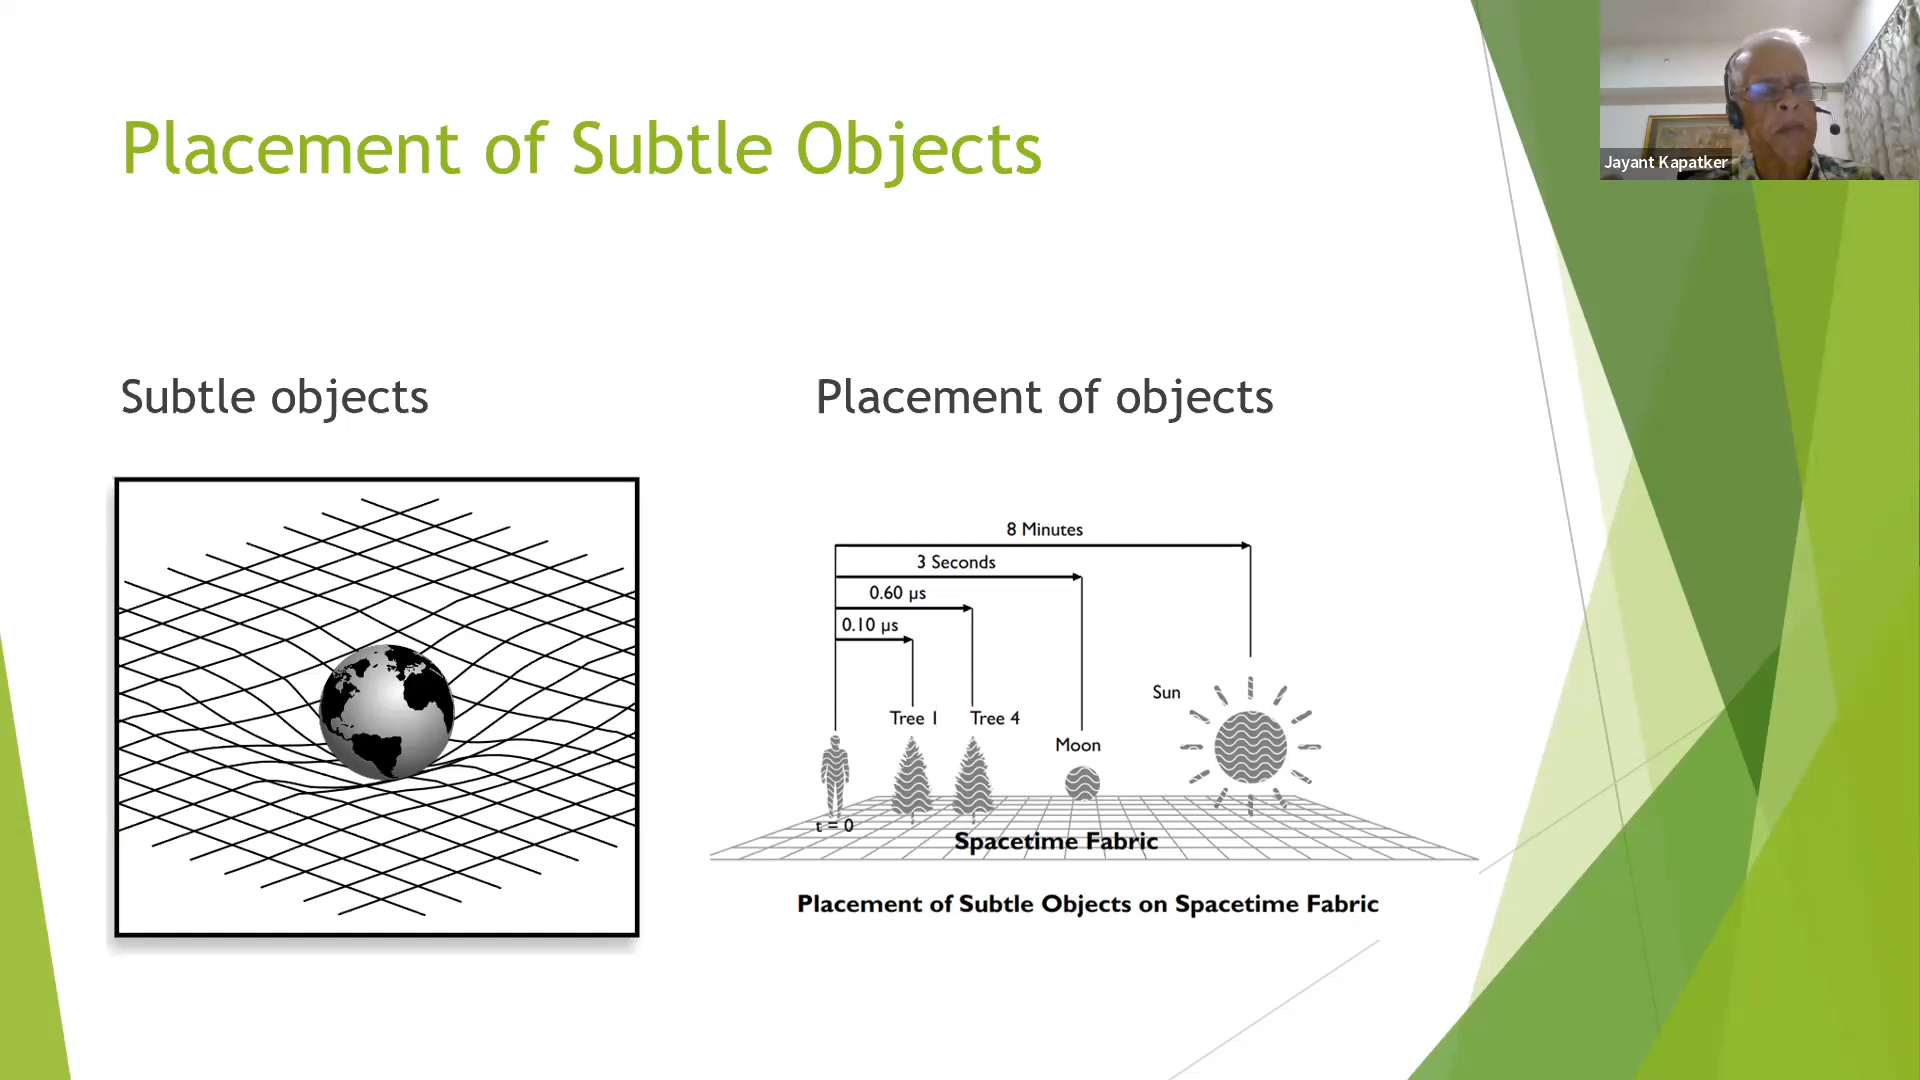 Placement of Subtle Objects
Jayant Kapatker
Subtle objects
Placement of objects
8 Minutes
3 Seconds
0.60 µs
0.10 µs
Sun
Tree 1
Tree 4
Moon
t = 0
Spacetime Fabric
Placement of Subtle Objects on Spacetime Fabric